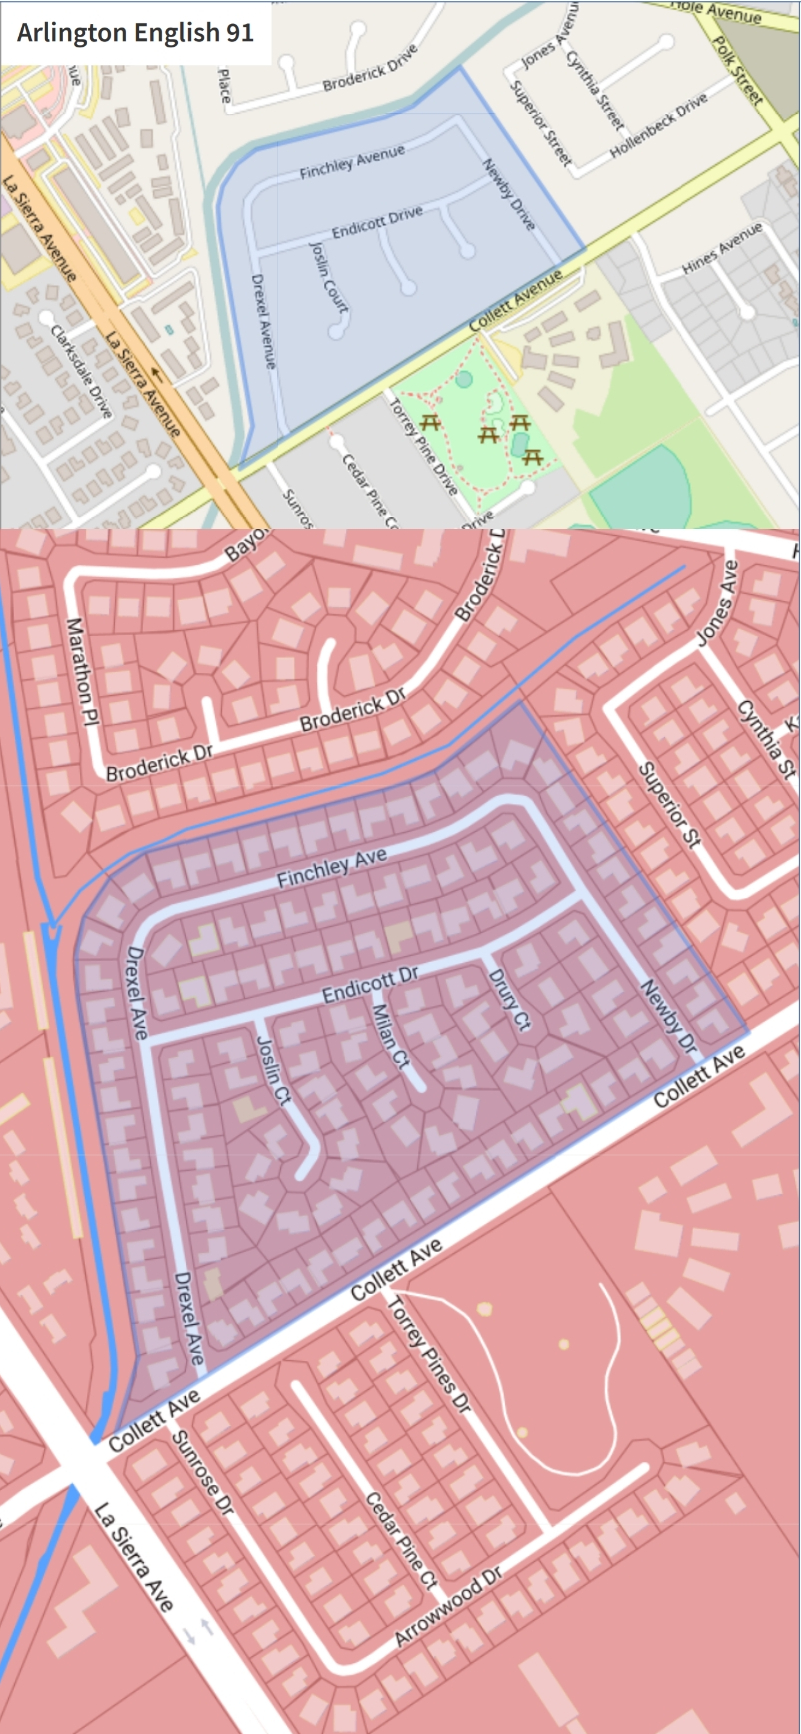 Arlington English 91
Hole Avenue
Jones Avenue
Polk Street
Place
Broderick Drive
Cynthia Street
Superior Street
Hollenbeck Drive
Finchley Avenue
Newby Drive
La Sierra Avenue
Endicott Drive
Joslin Court
Hines Avenue
Drexel Avenue
Collett Avenue
Clarksdale Drive
La Sierra Avenue
Torrey Pine Drive
Cedar Pine Co
Sunros
Drive
Bayo
Broderick D
Jones Ave
Marathon Pl
Broderick Dr
Broderick Dr
Cynthia St
Superior St
Finchley Ave
Drexel Ave
Endicott Dr
Drury Ct
Newby Dr
Milan Ct
Joslin Ct
Collett Ave
Collett Ave
Drexel Ave
Torrey Pines Dr
Collett Ave
Sunrose Dr
Cedar Pine Ct
La Sierra Ave
Arrowwood Dr